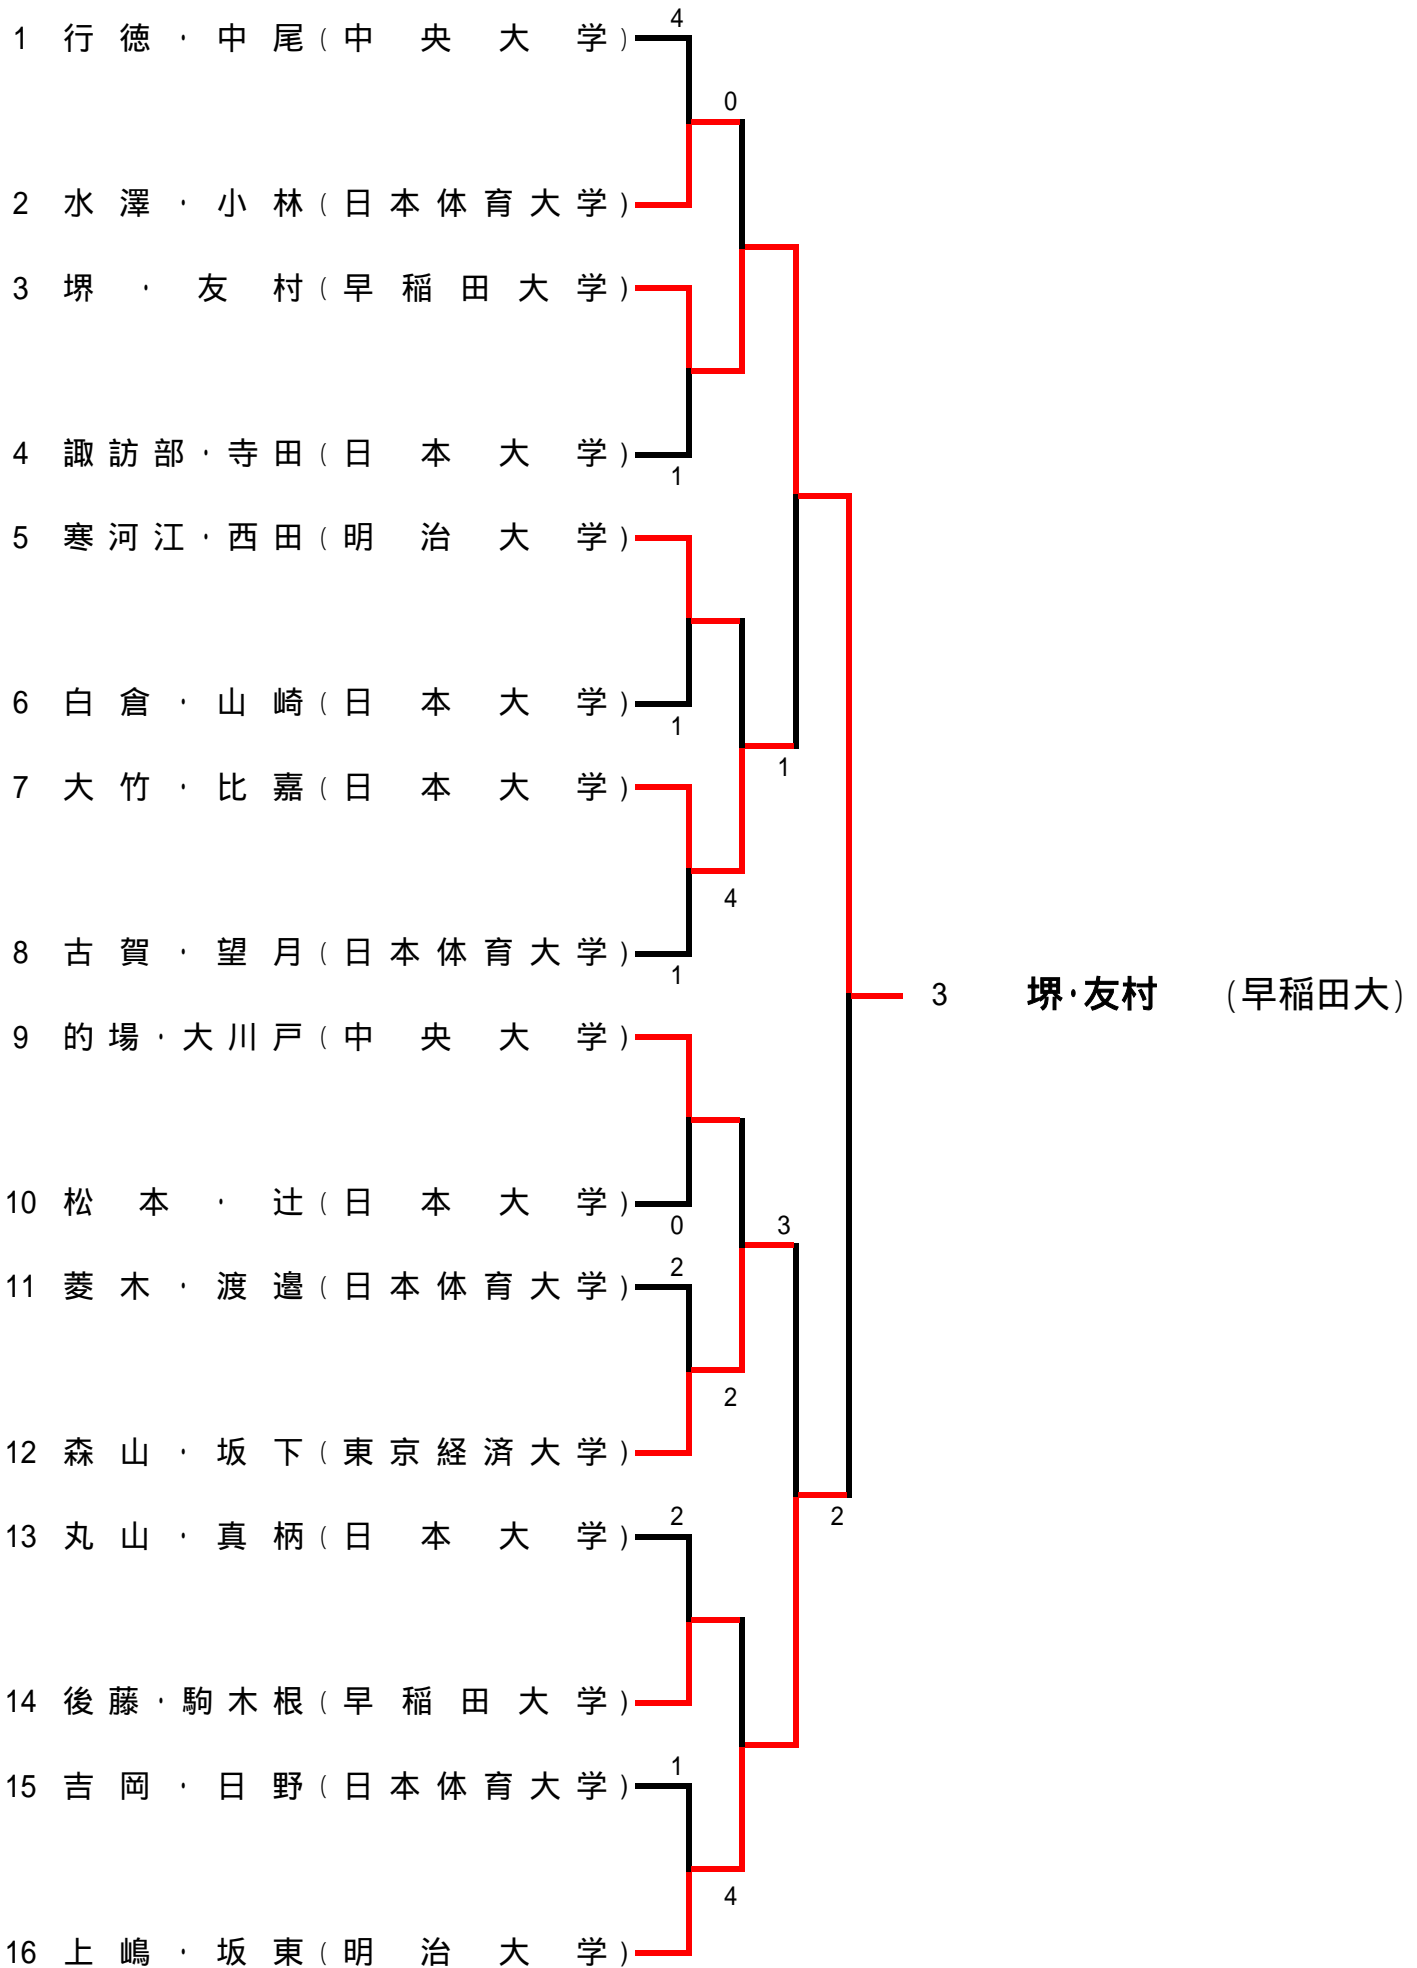 4
1 行徳・中尾(中央大学)
0
2 水澤・小林(日本体育大学)
3 堺・友村(早稲田大学)
4 諏訪部・寺田(日本大学)
1
5 寒河江・西田(明治大学)
6 白倉・山崎(日本大学)
1
1
7 大竹・比嘉(日本大学)
4
8 古賀・望月(日本体育大学)
1
3 堺・友村 (早稲田大)
9 的場・大川戸(中央大学)
10 松本・辻(日本大学)
0 3
2
11 菱木・渡邉(日本体育大学)
2
12 森山・坂下(東京経済大学)
2 2
13 丸山・真柄(日本大学)
14 後藤・駒木根(早稲田大学)
1
15 吉岡・日野(日本体育大学)
4
16 上嶋・坂東(明治大学)